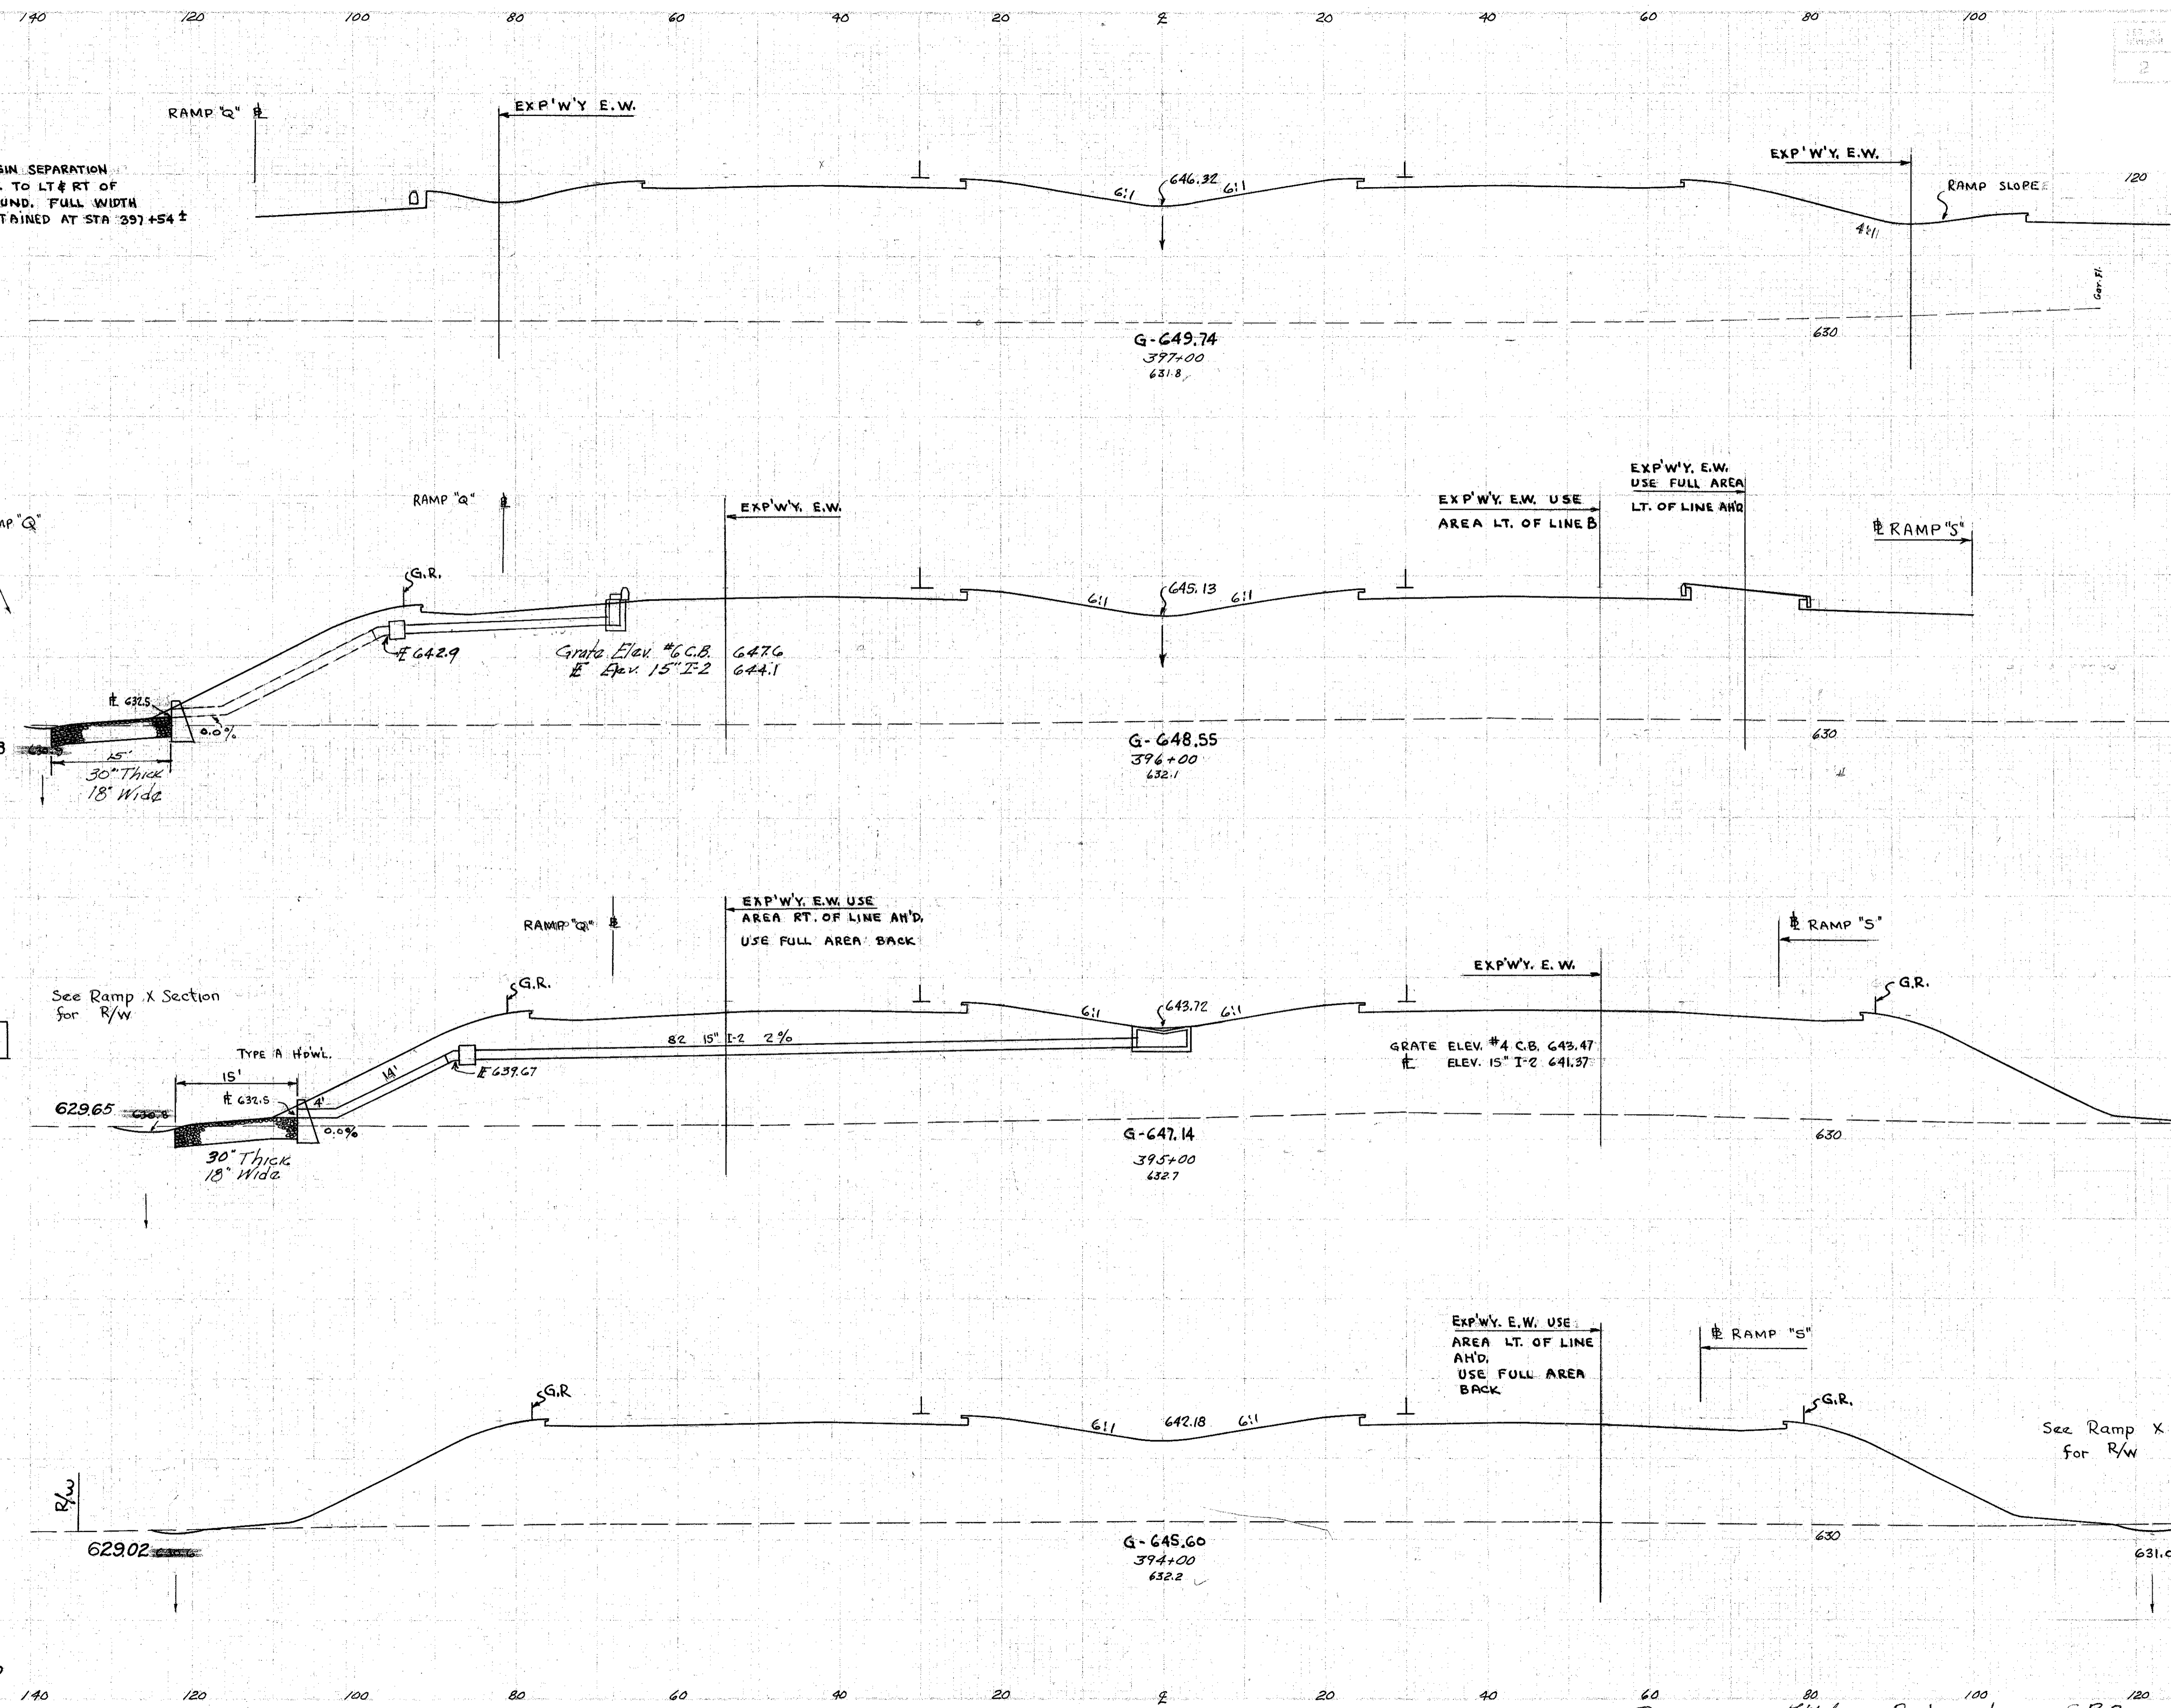 140 120 100 80 60 40 20 ℄ 20 40 60 80 100
2
RAMP "Q" ℄
EXP'W'Y E.W.
GIN SEPARATION
. TO LT & RT OF
UND. FULL WIDTH
TAINED AT STA 397+54 ±
EXP'W'Y. E.W.
120
RAMP SLOPE
646.32
6:1 6:1
4:1
630
G-649.74
397+00
631.8
EXP'W'Y. E.W.
USE FULL AREA
LT. OF LINE AH'D
EXP'W'Y. E.W. USE
AREA LT. OF LINE B
RAMP "Q" ℄
EXP'W'Y. E.W.
℄ RAMP "S"
MP "Q"
G.R.
645.13
6:1 6:1
642.9
Grate Elev. #6 C.B. 647.6
Elev. 15" I-2 644.1
632.5
0.0%
15'
30" Thick
18" Wide
630
G-648.55
396+00
632.1
EXP'W'Y. E.W. USE
AREA RT. OF LINE AH'D.
USE FULL AREA BACK
RAMP "Q" ℄
℄ RAMP "S"
EXP'W'Y. E.W.
See Ramp X Section
for R/W
G.R.
G.R.
643.72
6:1 6:1
82 15" I-2 2%
GRATE ELEV. #4 C.B. 643.47
ELEV. 15" I-2 641.37
TYPE A H'DWL.
15'
14'
639.67
632.5
4'
629.65
0.0%
30" Thick
18" Wide
630
G-647.14
395+00
632.7
EXP'W'Y. E.W. USE
AREA LT. OF LINE
AH'D.
USE FULL AREA
BACK
℄ RAMP "S"
G.R
G.R.
6:1 642.18 6:1
See Ramp X
for R/W
R/W
629.02
630
G-645.60
394+00
632.2
140 120 100 80 60 40 20 ℄ 20 40 60 80 100 120